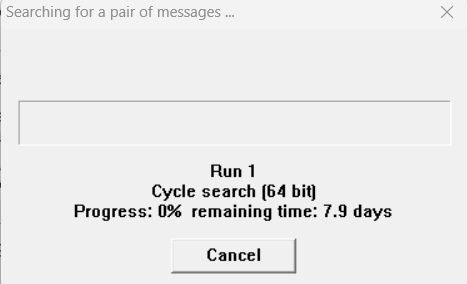 Searching for a pair of messages ...
Run 1
Cycle search (64 bit)
Progress: 0% remaining time: 7.9 days
Cancel